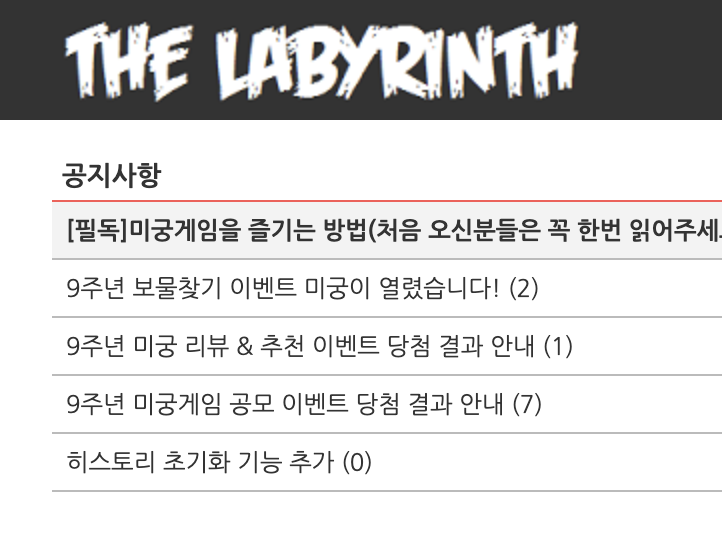 THE LABYRINTH
공지사항
[필독]미궁게임을 즐기는 방법(처음 오신분들은 꼭 한번 읽어주세
9주년 보물찾기 이벤트 미궁이 열렸습니다! (2)
9주년 미궁 리뷰 & 추천 이벤트 당첨 결과 안내 (1)
9주년 미궁게임 공모 이벤트 당첨 결과 안내 (7)
히스토리 초기화 기능 추가 (0)